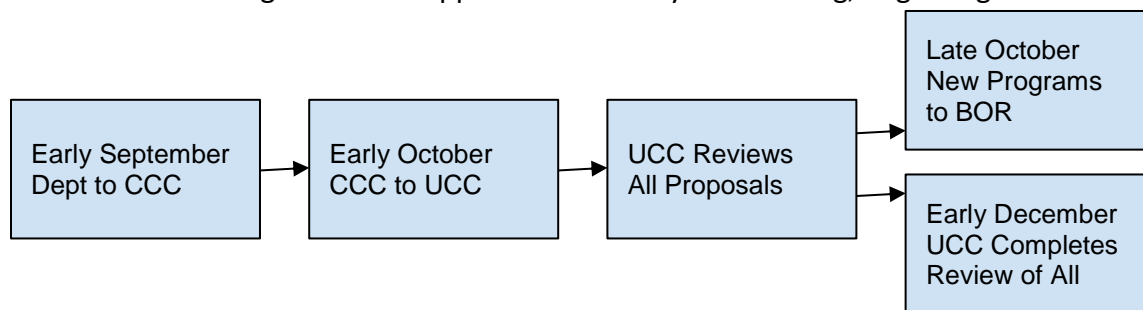 Early September
Dept to CCC
Early October
CCC to UCC
UCC Reviews
All Proposals
Late October
New Programs
to BOR
Early December
UCC Completes
Review of All